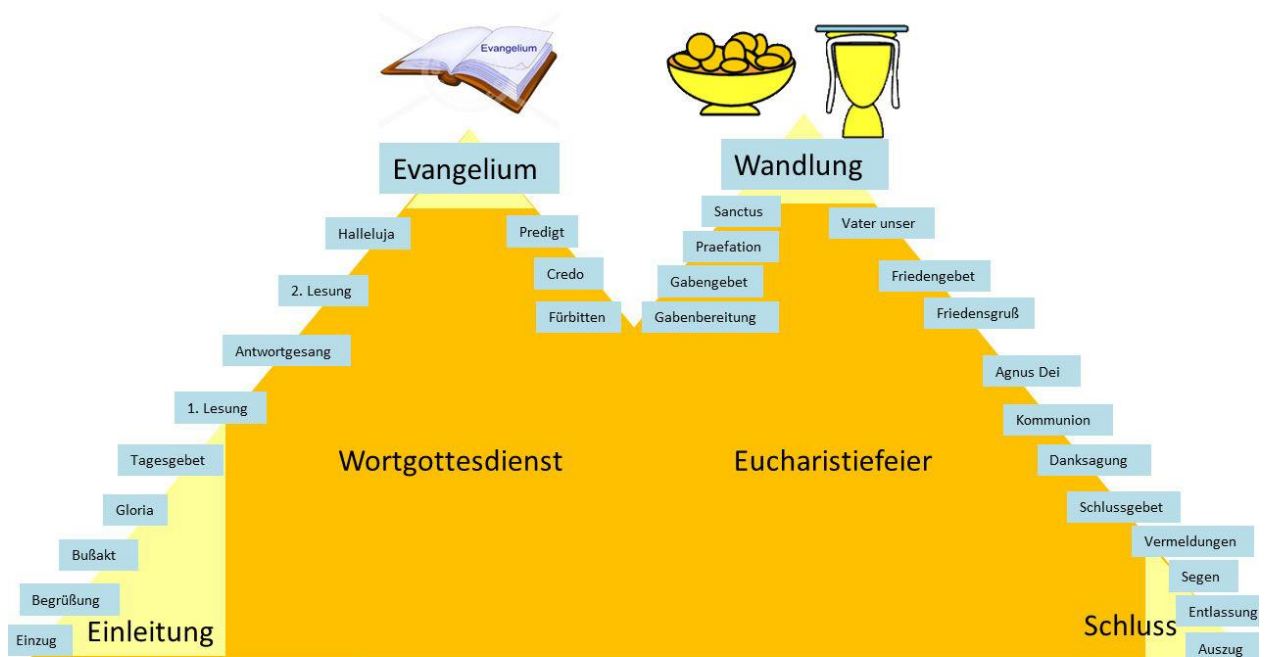 Evangelium
Evangelium
Wandlung
Halleluja
2. Lesung
Antwortgesang
1. Lesung
Tagesgebet
Gloria
Bußakt
Begrüßung
Einzug
Einleitung
Predigt
Credo
Fürbitten
Wortgottesdienst
Sanctus
Praefation
Gabengebet
Gabenbereitung
Eucharistiefeier
Vater unser
Friedengebet
Friedensgruß
Agnus Dei
Kommunion
Danksagung
Schlussgebet
Vermeldungen
Segen
Entlassung
Auszug
Schluss